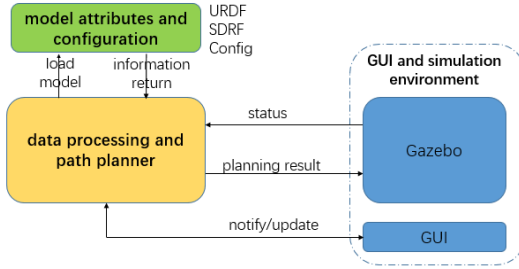 model attributes and
configuration
URDF
SDRF
Config
load
model
information
return
GUI and simulation
environment
data processing and
path planner
status
planning result
Gazebo
notify/update
GUI